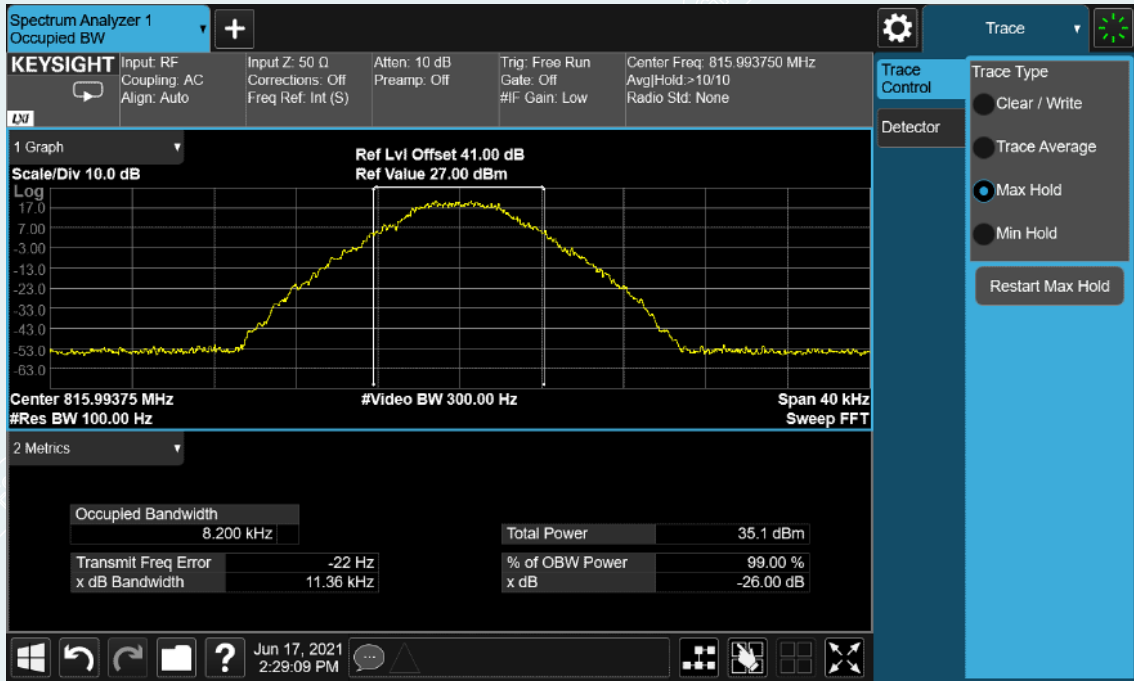 Spectrum Analyzer 1
Occupied BW
+
Trace
KEYSIGHT
LXI
Input: RF
Coupling: AC
Align: Auto
Input Z: 50 Ω
Corrections: Off
Freq Ref: Int (S)
Atten: 10 dB
Preamp: Off
Trig: Free Run
Gate: Off
#IF Gain: Low
Center Freq: 815.993750 MHz
Avg|Hold:>10/10
Radio Std: None
Trace
Control
Detector
Trace Type
Clear / Write
Trace Average
Max Hold
Min Hold
Restart Max Hold
1 Graph
Scale/Div 10.0 dB
Ref Lvl Offset 41.00 dB
Ref Value 27.00 dBm
Log
17.0
7.00
-3.00
-13.0
-23.0
-33.0
-43.0
-53.0
-63.0
Center 815.99375 MHz
#Res BW 100.00 Hz
#Video BW 300.00 Hz
Span 40 kHz
Sweep FFT
2 Metrics
Occupied Bandwidth
8.200 kHz
Transmit Freq Error -22 Hz
x dB Bandwidth 11.36 kHz
Total Power 35.1 dBm
% of OBW Power 99.00 %
x dB -26.00 dB
?
Jun 17, 2021
2:29:09 PM